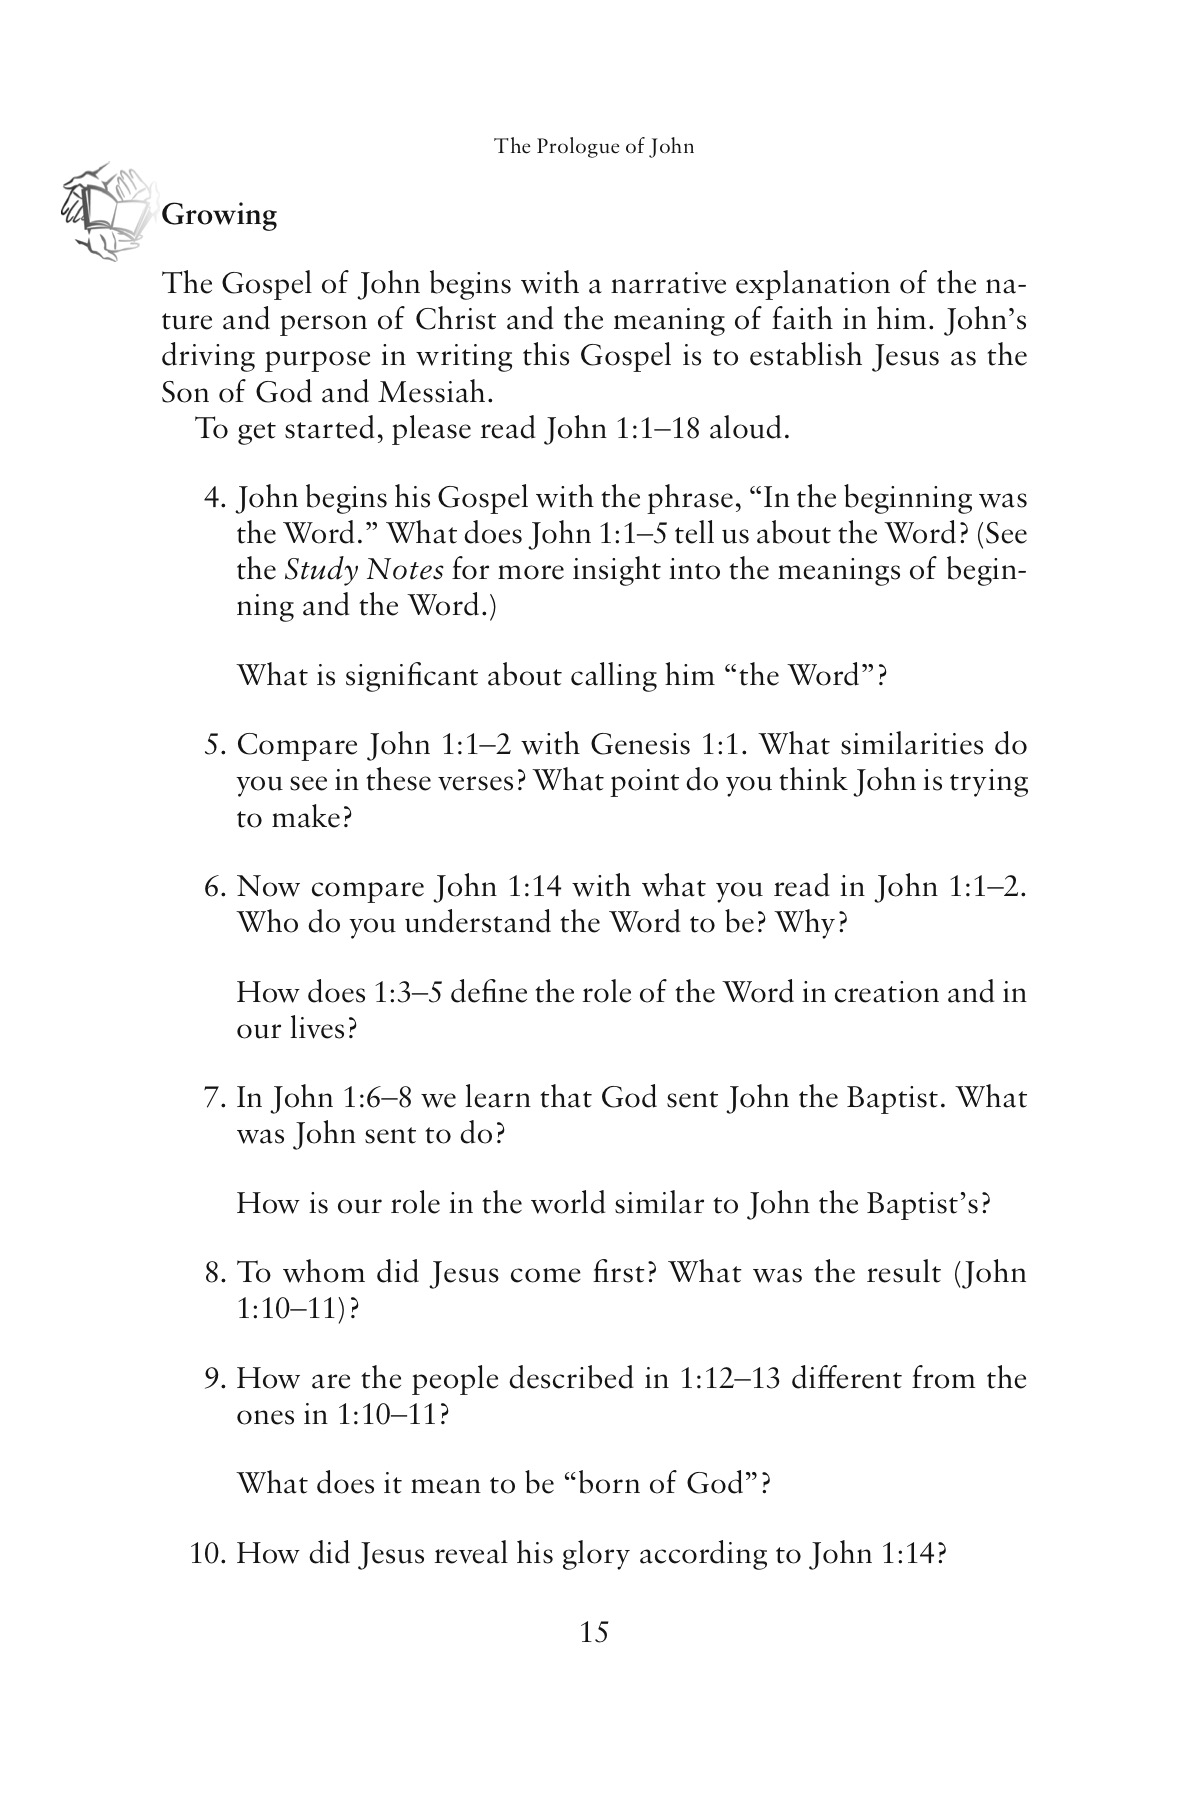 The Prologue of John
Growing
The Gospel of John begins with a narrative explanation of the na-
ture and person of Christ and the meaning of faith in him. John’s
driving purpose in writing this Gospel is to establish Jesus as the
Son of God and Messiah.
To get started, please read John 1:1–18 aloud.
4. John begins his Gospel with the phrase, “In the beginning was
the Word.” What does John 1:1–5 tell us about the Word? (See
the Study Notes for more insight into the meanings of begin-
ning and the Word.)
What is significant about calling him “the Word”?
5. Compare John 1:1–2 with Genesis 1:1. What similarities do
you see in these verses? What point do you think John is trying
to make?
6. Now compare John 1:14 with what you read in John 1:1–2.
Who do you understand the Word to be? Why?
How does 1:3–5 define the role of the Word in creation and in
our lives?
7. In John 1:6–8 we learn that God sent John the Baptist. What
was John sent to do?
How is our role in the world similar to John the Baptist’s?
8. To whom did Jesus come first? What was the result (John
1:10–11)?
9. How are the people described in 1:12–13 different from the
ones in 1:10–11?
What does it mean to be “born of God”?
10. How did Jesus reveal his glory according to John 1:14?
15